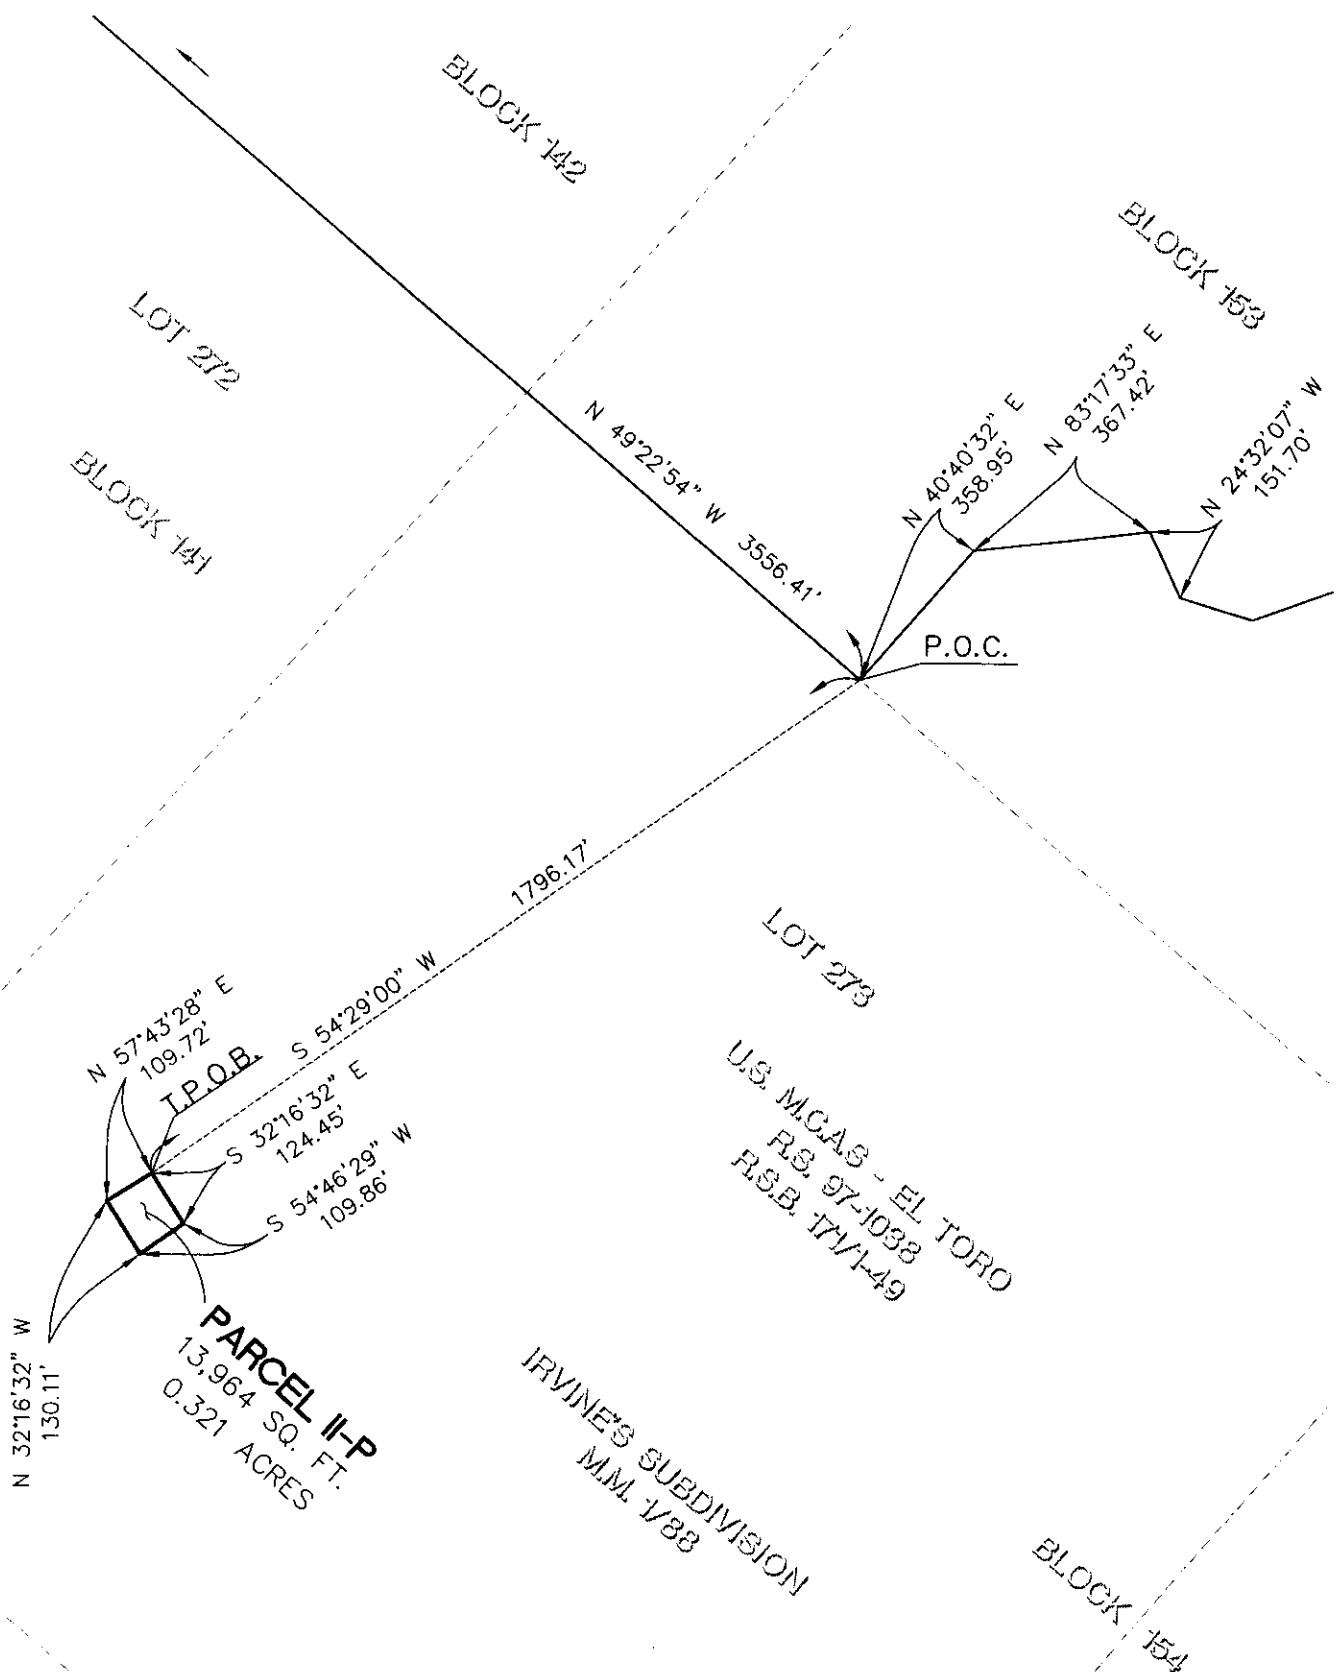 BLOCK 142
BLOCK 153
LOT 272
BLOCK 141
N 49°22'54" W 3556.41'
N 40°40'32" E
358.95'
N 83°17'33" E
367.42'
N 24°32'07" W
151.70'
P.O.C.
1796.17'
S 54°29'00" W
LOT 273
N 57°43'28" E
109.72'
T.P.O.B.
S 32°16'32" E
124.45'
S 54°46'29" W
109.86'
U.S. M.C.A.S - EL TORO
R.S. 97-1038
R.S.B. 171/1-49
N 32°16'32" W
130.11'
PARCEL II-P
13,964 SQ. FT.
0.321 ACRES
IRVINE'S SUBDIVISION
M.M. 1/88
BLOCK 154